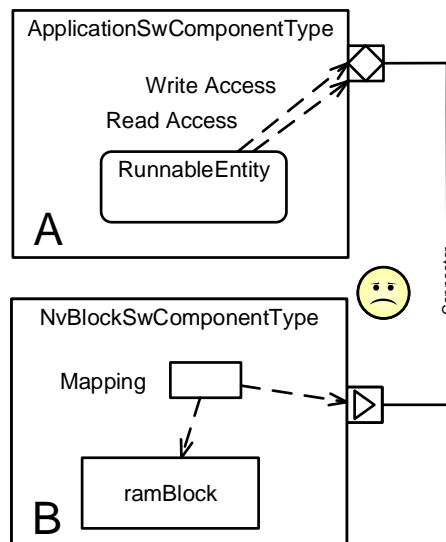 ApplicationSwComponentType
Write Access
Read Access
RunnableEntity
A
NvBlockSwComponentType
Mapping
ramBlock
B